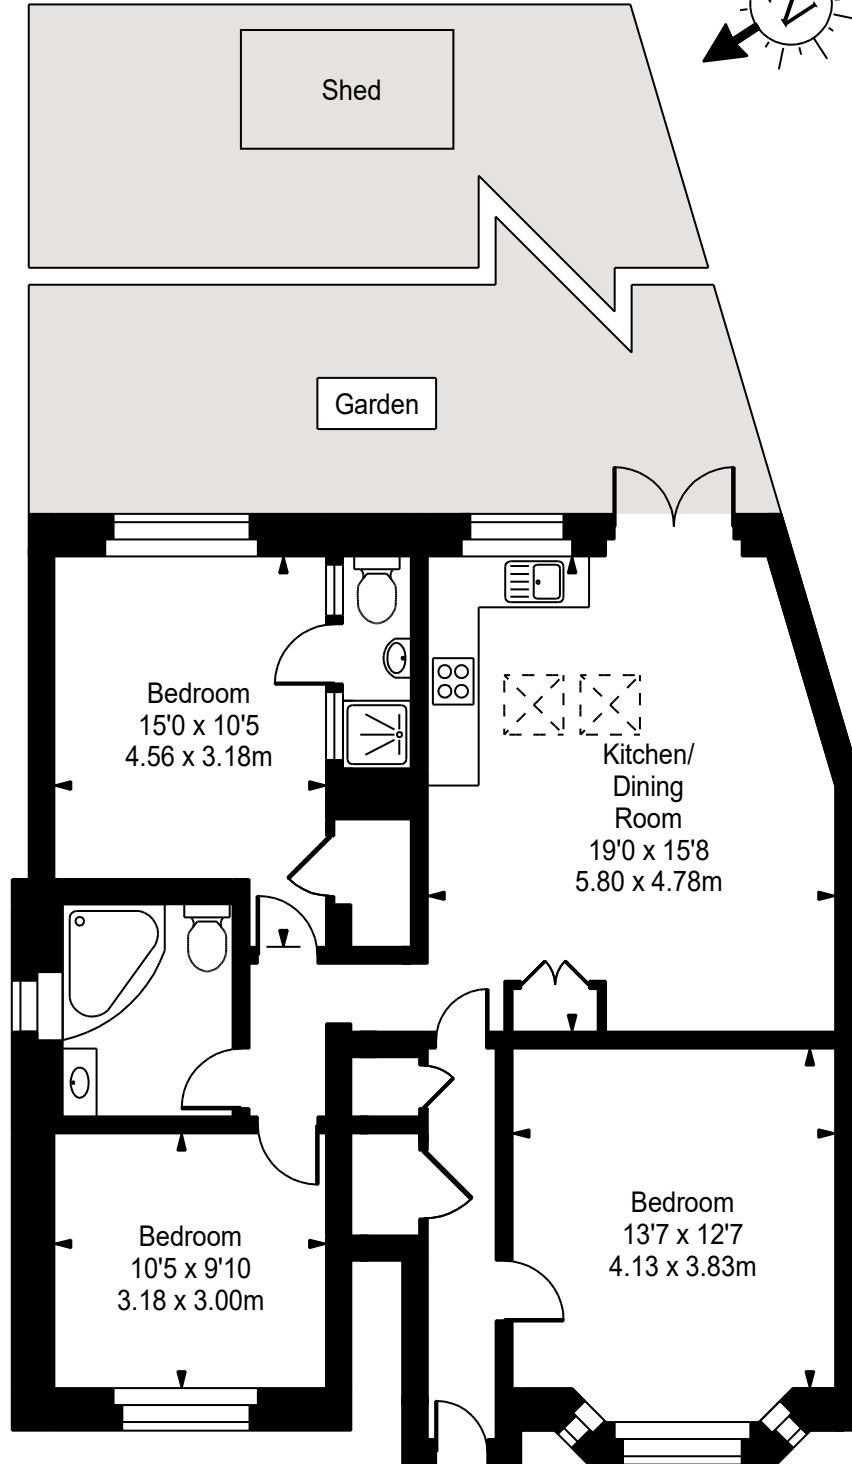 N
Shed
Garden
Bedroom
15'0 x 10'5
4.56 x 3.18m
Kitchen/
Dining
Room
19'0 x 15'8
5.80 x 4.78m
Bedroom
10'5 x 9'10
3.18 x 3.00m
Bedroom
13'7 x 12'7
4.13 x 3.83m